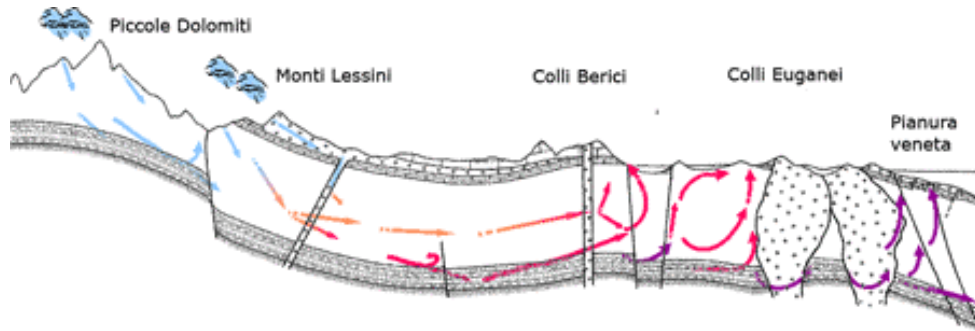 Piccole Dolomiti
Monti Lessini
Colli Berici
Colli Euganei
Pianura
veneta